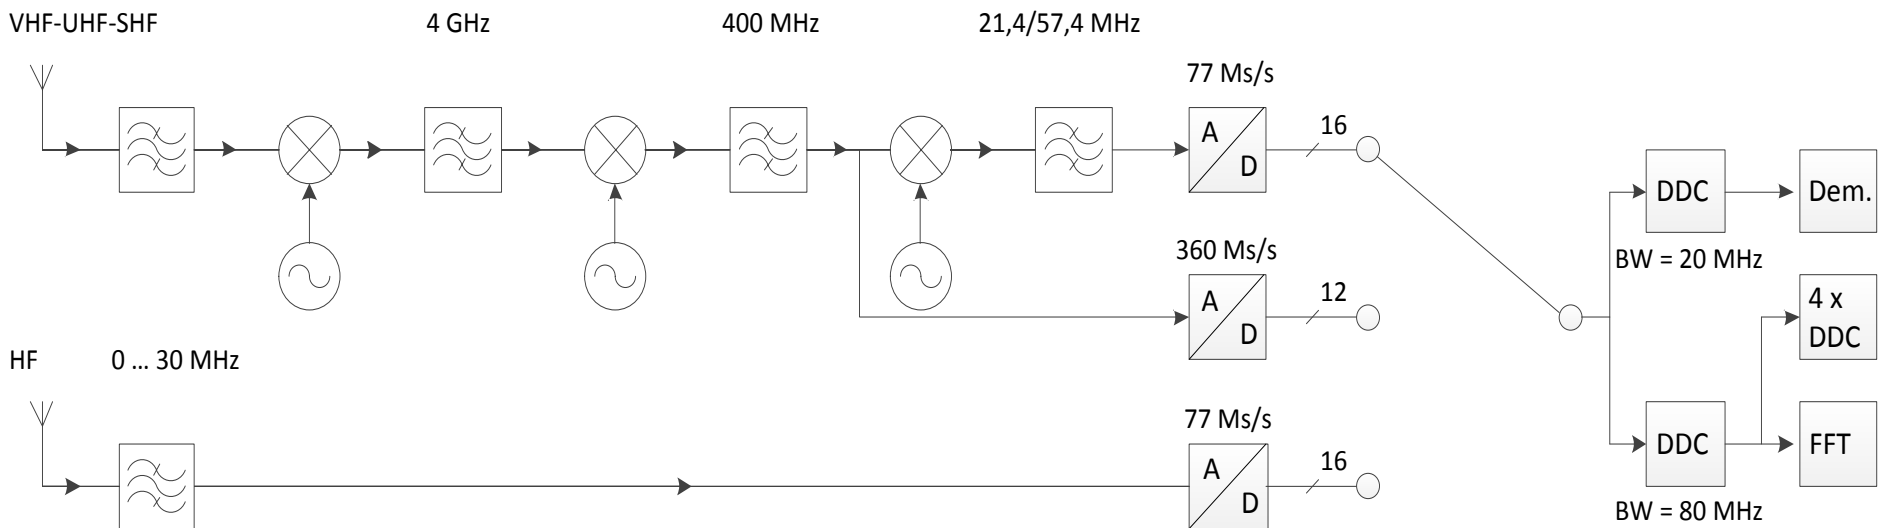 VHF-UHF-SHF
4 GHz
400 MHz
21,4/57,4 MHz
77 Ms/s
A
D
16
DDC
Dem.
BW = 20 MHz
360 Ms/s
A
D
12
4 x
DDC
HF
0 ... 30 MHz
77 Ms/s
A
D
16
DDC
FFT
BW = 80 MHz